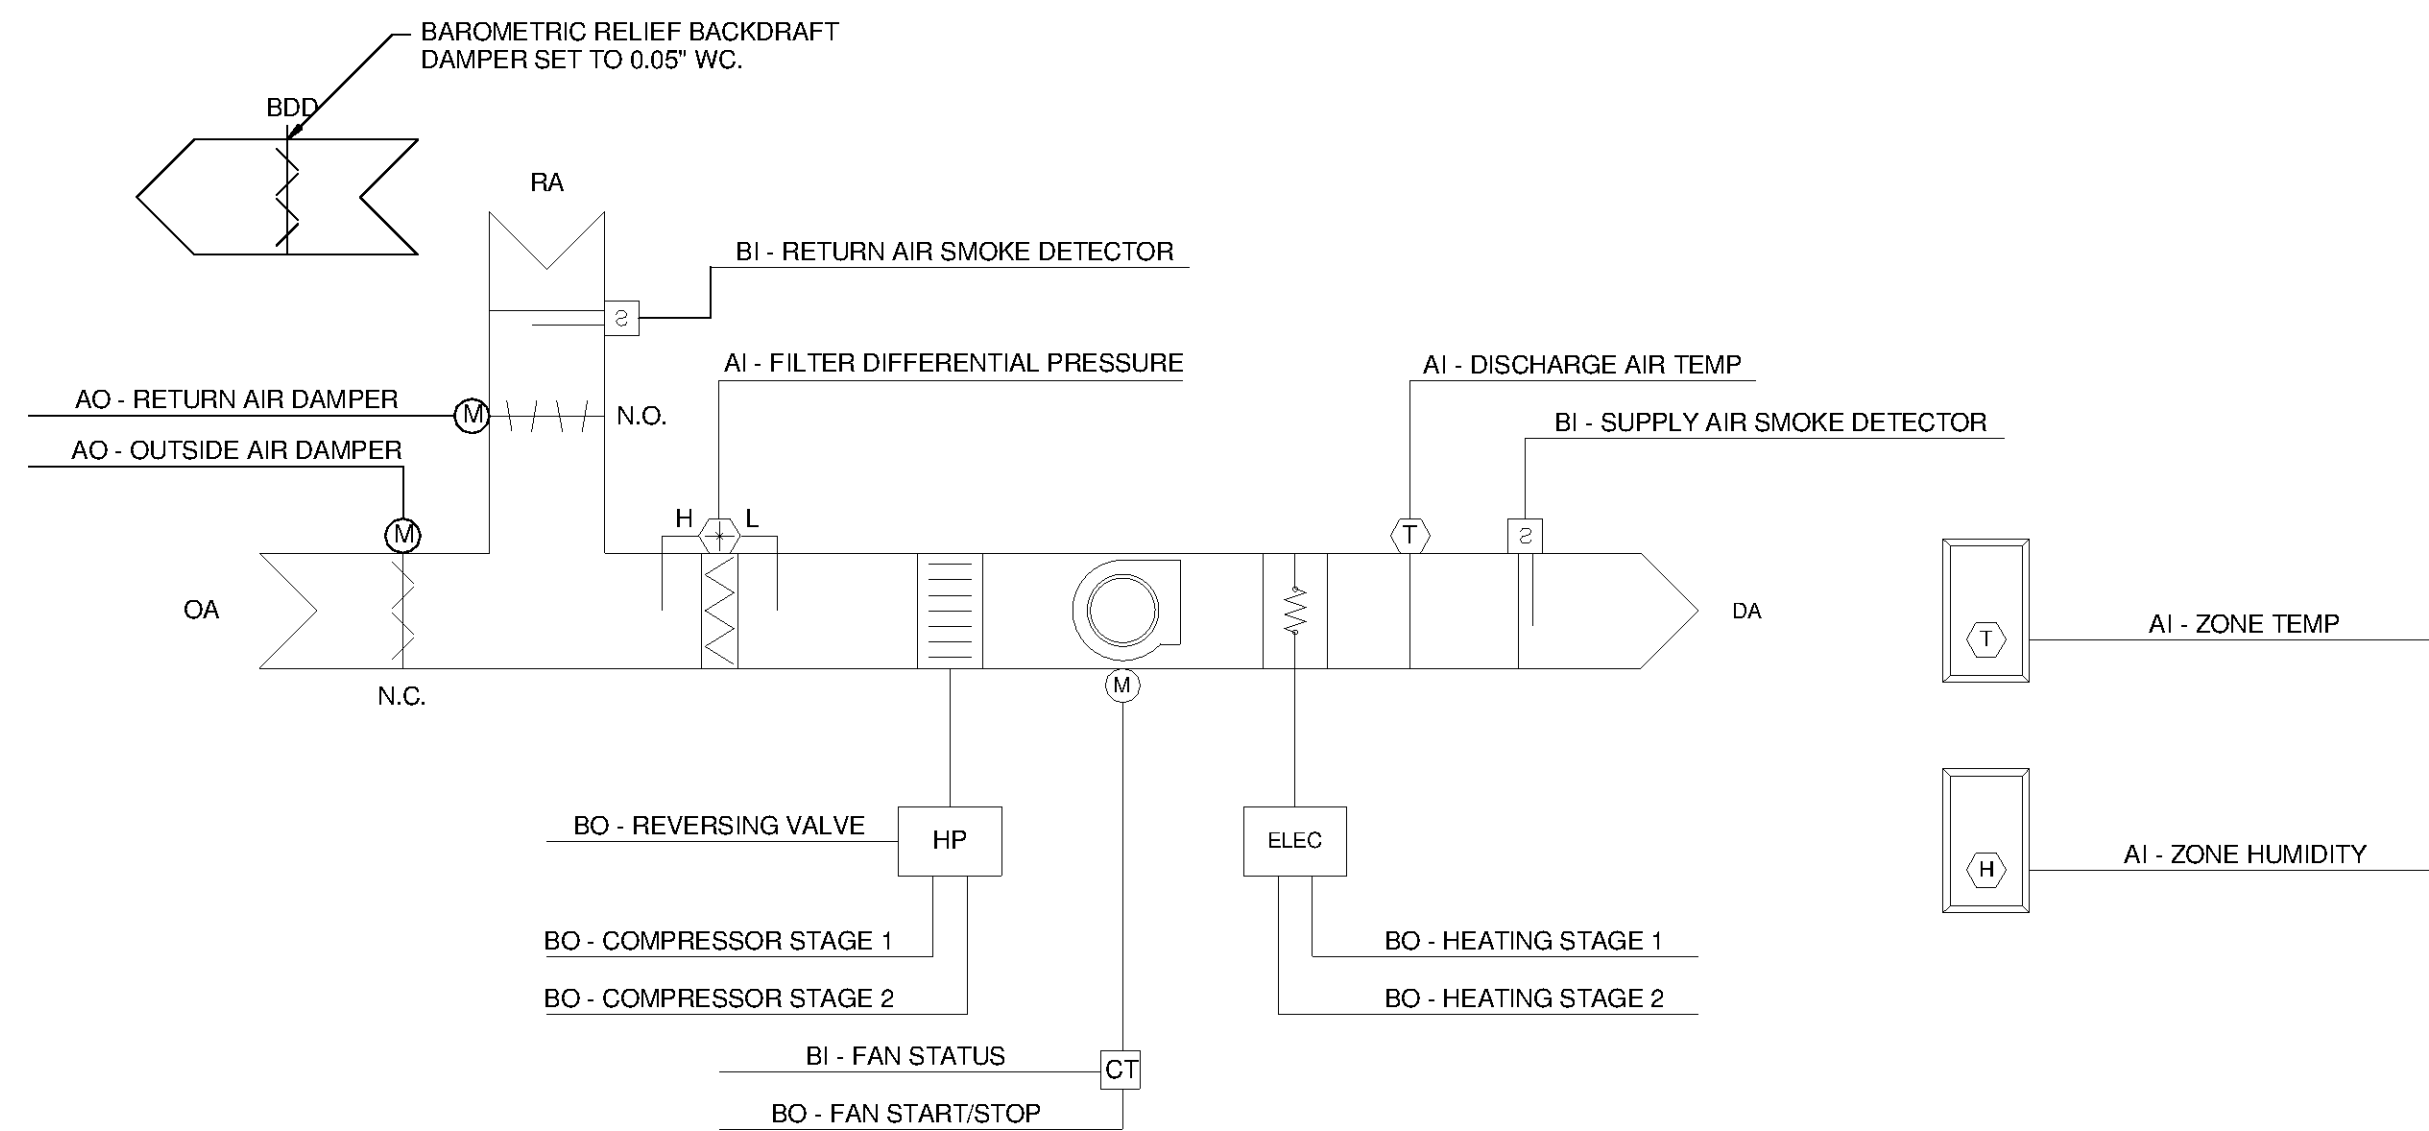 BAROMETRIC RELIEF BACKDRAFT
DAMPER SET TO 0.05" WC.
BDD
RA
BI - RETURN AIR SMOKE DETECTOR
S
AI - FILTER DIFFERENTIAL PRESSURE
AI - DISCHARGE AIR TEMP
AO - RETURN AIR DAMPER
M
N.O.
BI - SUPPLY AIR SMOKE DETECTOR
AO - OUTSIDE AIR DAMPER
H
L
M
T
S
OA
DA
AI - ZONE TEMP
T
N.C.
M
BO - REVERSING VALVE
HP
ELEC
AI - ZONE HUMIDITY
H
BO - COMPRESSOR STAGE 1
BO - HEATING STAGE 1
BO - COMPRESSOR STAGE 2
BO - HEATING STAGE 2
BI - FAN STATUS
CT
BO - FAN START/STOP